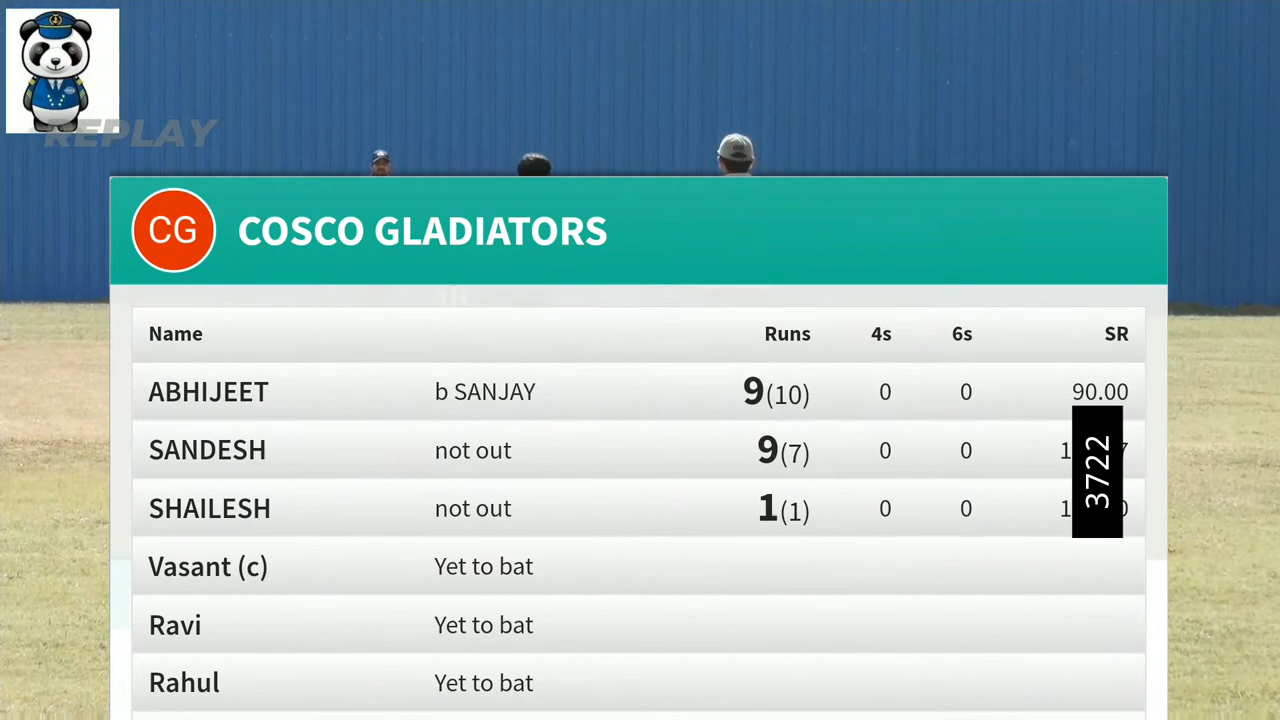 REPLAY
CG COSCO GLADIATORS
Name Runs 4s 6s SR
ABHIJEET b SANJAY 9(10) 0 0 90.00
SANDESH not out 9(7) 0 0
SHAILESH not out 1(1) 0 0
3722
Vasant (c) Yet to bat
Ravi Yet to bat
Rahul Yet to bat